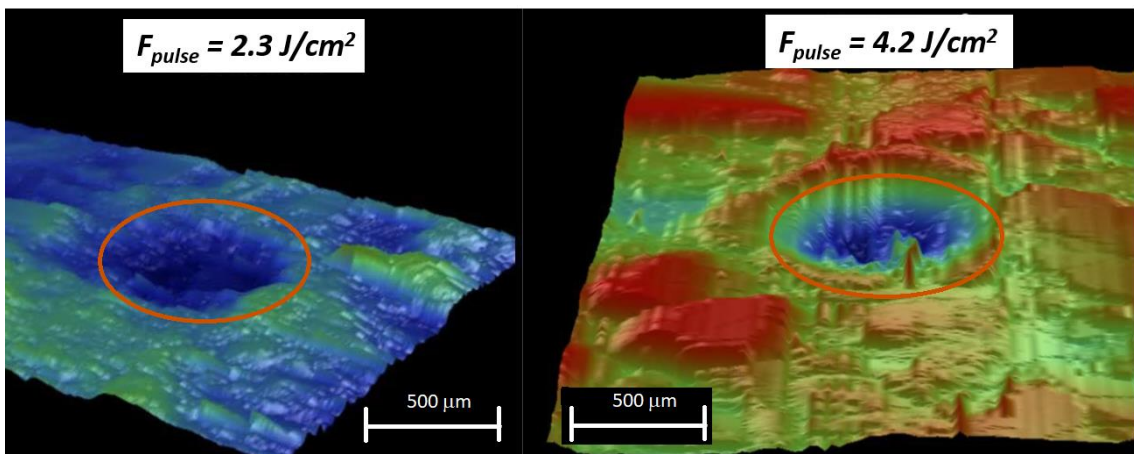 F_pulse = 2.3 J/cm²
F_pulse = 4.2 J/cm²
500 μm
500 μm